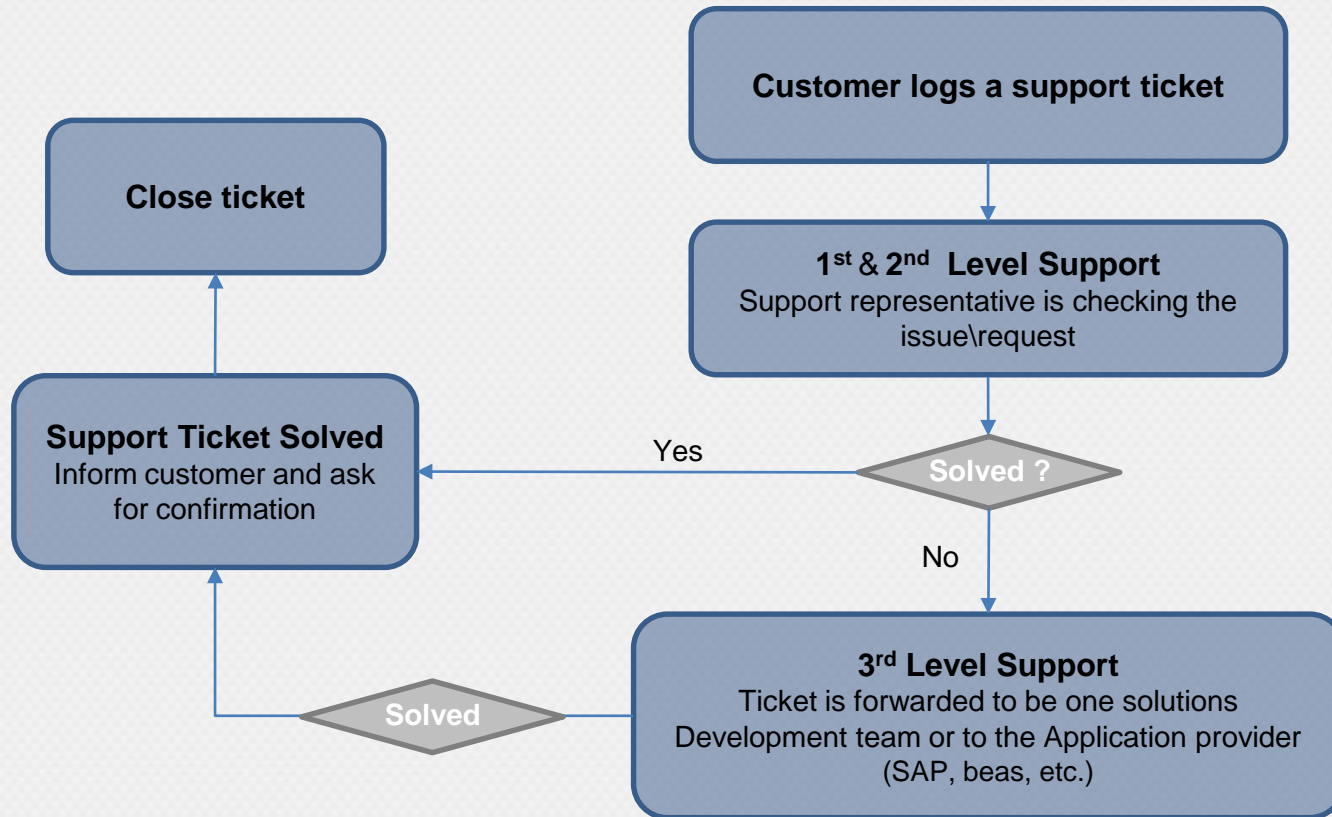 Customer logs a support ticket
Close ticket
1st & 2nd Level Support
Support representative is checking the
issue\request
Support Ticket Solved
Inform customer and ask
for confirmation
Yes
Solved ?
No
3rd Level Support
Ticket is forwarded to be one solutions
Development team or to the Application provider
(SAP, beas, etc.)
Solved